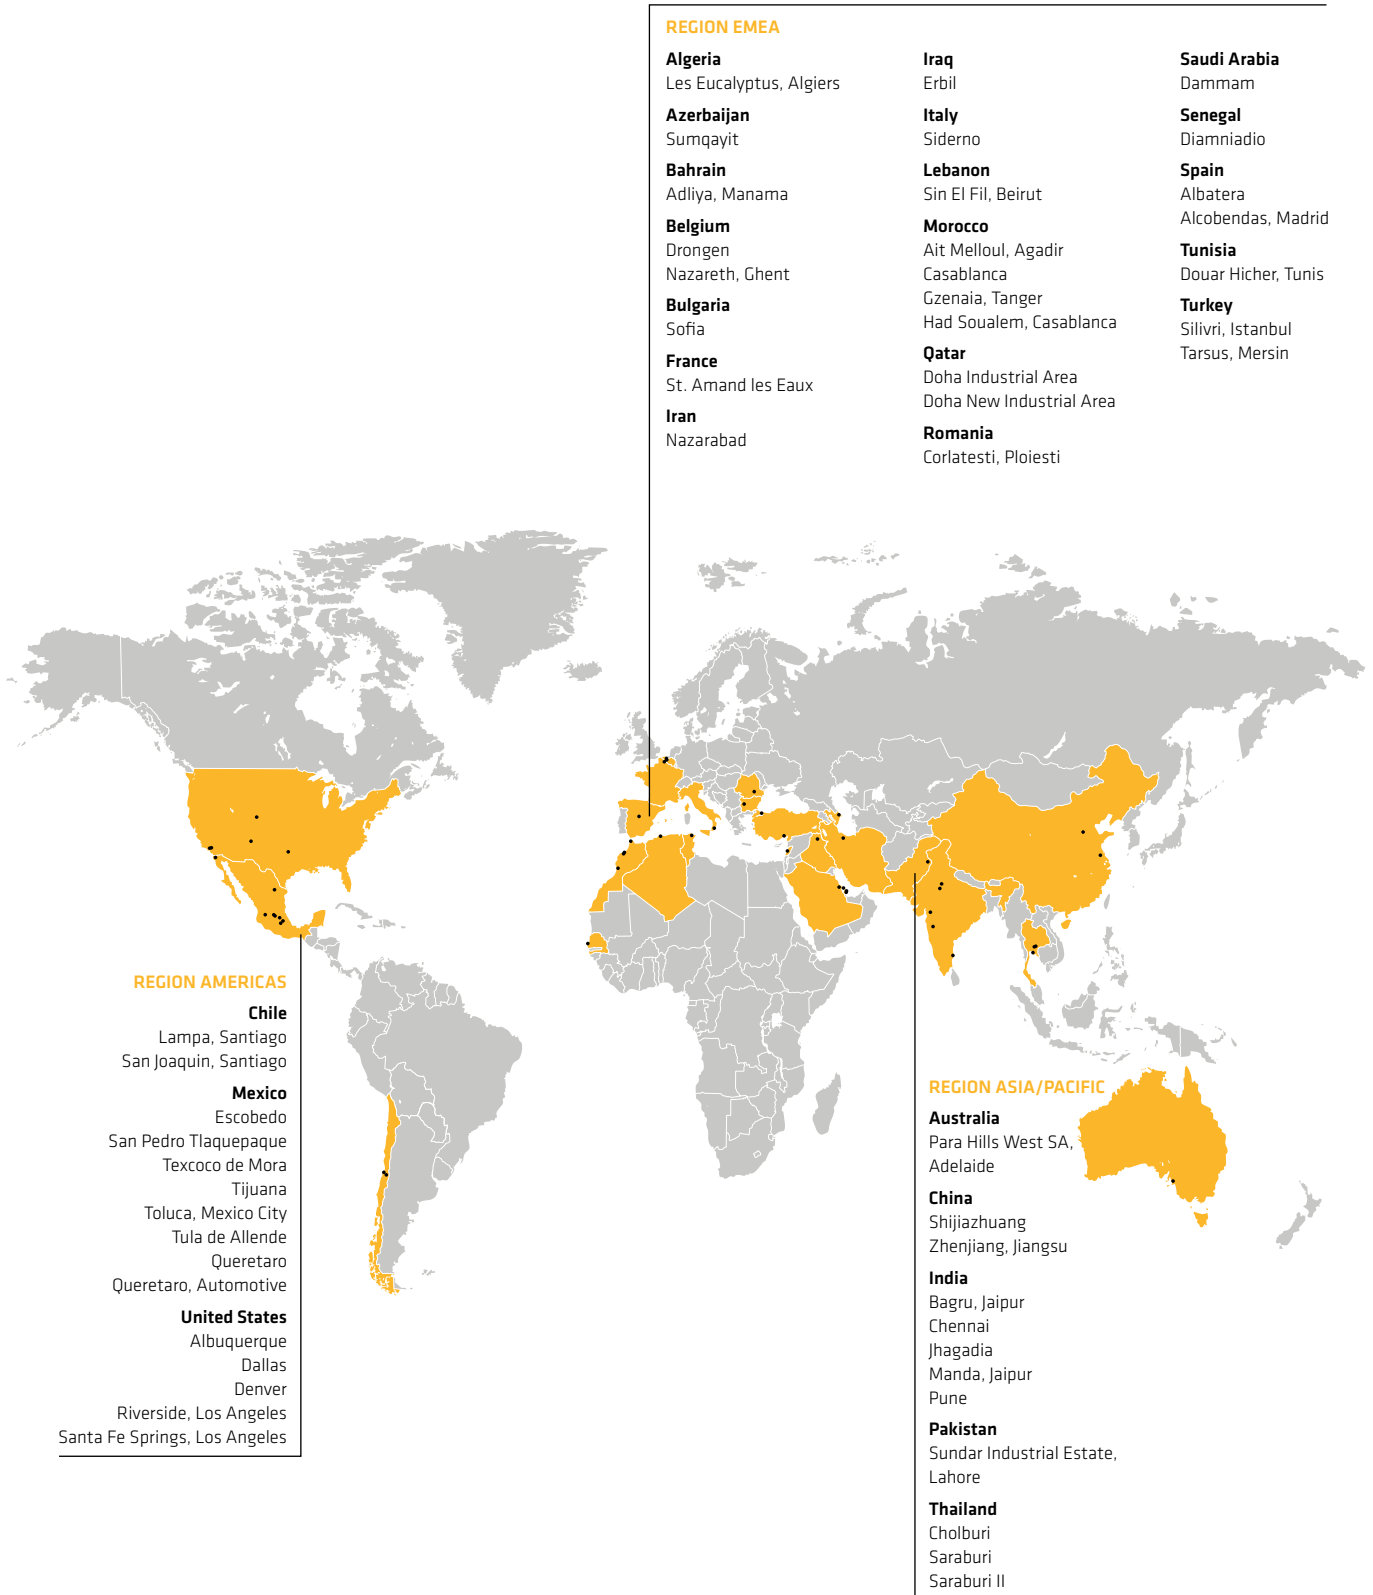 REGION EMEA
Algeria
Les Eucalyptus, Algiers
Azerbaijan
Sumqayit
Bahrain
Adliya, Manama
Belgium
Drongen
Nazareth, Ghent
Bulgaria
Sofia
France
St. Amand les Eaux
Iran
Nazarabad
Iraq
Erbil
Italy
Siderno
Lebanon
Sin El Fil, Beirut
Morocco
Ait Melloul, Agadir
Casablanca
Gzenaia, Tanger
Had Soualem, Casablanca
Qatar
Doha Industrial Area
Doha New Industrial Area
Romania
Corlatesti, Ploiesti
Saudi Arabia
Dammam
Senegal
Diamniadio
Spain
Albatera
Alcobendas, Madrid
Tunisia
Douar Hicher, Tunis
Turkey
Silivri, Istanbul
Tarsus, Mersin
REGION AMERICAS
Chile
Lampa, Santiago
San Joaquin, Santiago
Mexico
Escobedo
San Pedro Tlaquepaque
Texcoco de Mora
Tijuana
Toluca, Mexico City
Tula de Allende
Queretaro
Queretaro, Automotive
United States
Albuquerque
Dallas
Denver
Riverside, Los Angeles
Santa Fe Springs, Los Angeles
REGION ASIA/PACIFIC
Australia
Para Hills West SA,
Adelaide
China
Shijiazhuang
Zhenjiang, Jiangsu
India
Bagru, Jaipur
Chennai
Jhagadia
Manda, Jaipur
Pune
Pakistan
Sundar Industrial Estate,
Lahore
Thailand
Cholburi
Saraburi
Saraburi II